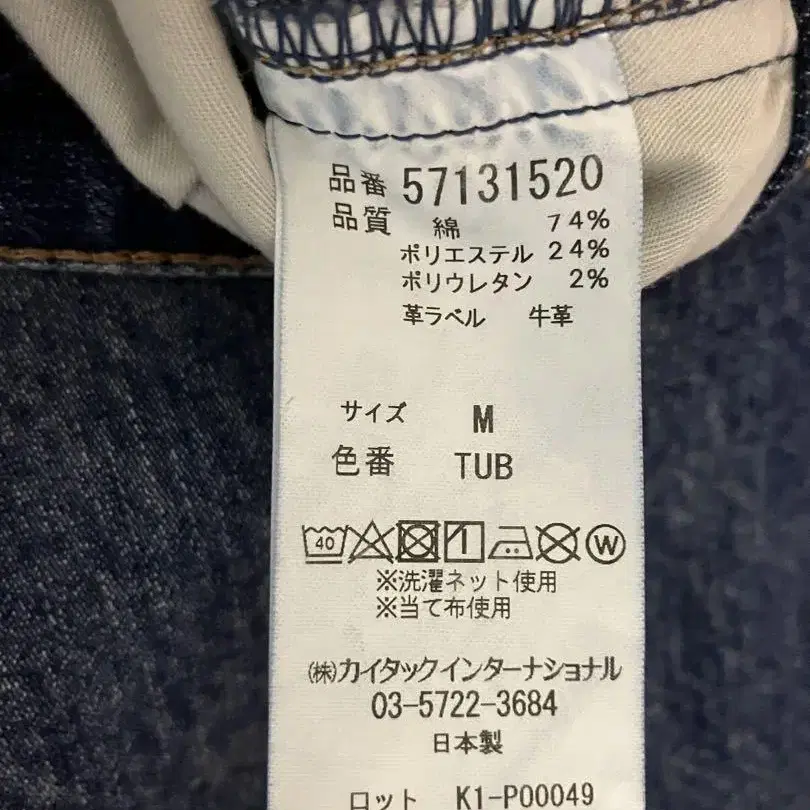 品番 57131520
品質 綿 74%
ポリエステル 24%
ポリウレタン 2%
革ラベル 牛革
サイズ M
色番 TUB
40 W
※洗濯ネット使用
※当て布使用
㈱カイタックインターナショナル
03-5722-3684
日本製
ロット K1-P00049